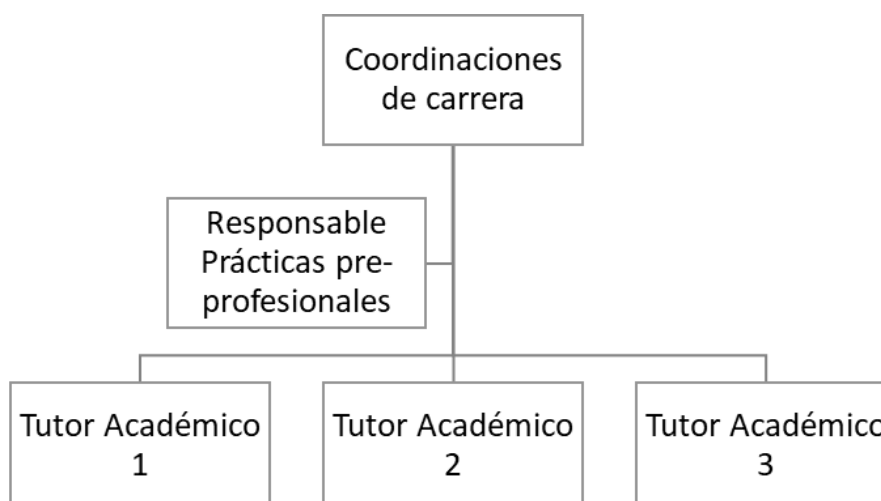 Coordinaciones
de carrera
Responsable
Prácticas pre-
profesionales
Tutor Académico
1
Tutor Académico
2
Tutor Académico
3